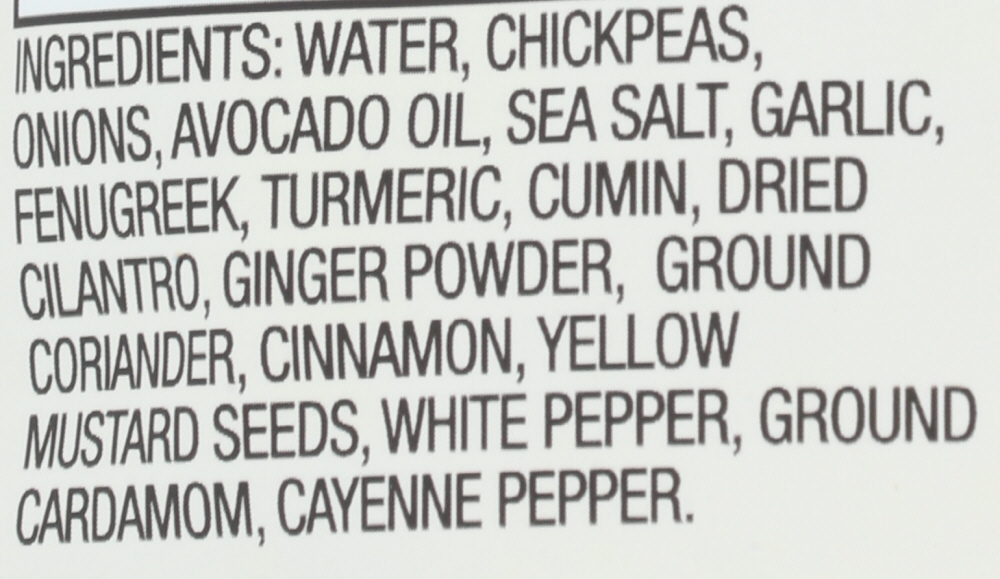 INGREDIENTS: WATER, CHICKPEAS,
ONIONS, AVOCADO OIL, SEA SALT, GARLIC,
FENUGREEK, TURMERIC, CUMIN, DRIED
CILANTRO, GINGER POWDER, GROUND
CORIANDER, CINNAMON, YELLOW
MUSTARD SEEDS, WHITE PEPPER, GROUND
CARDAMOM, CAYENNE PEPPER.